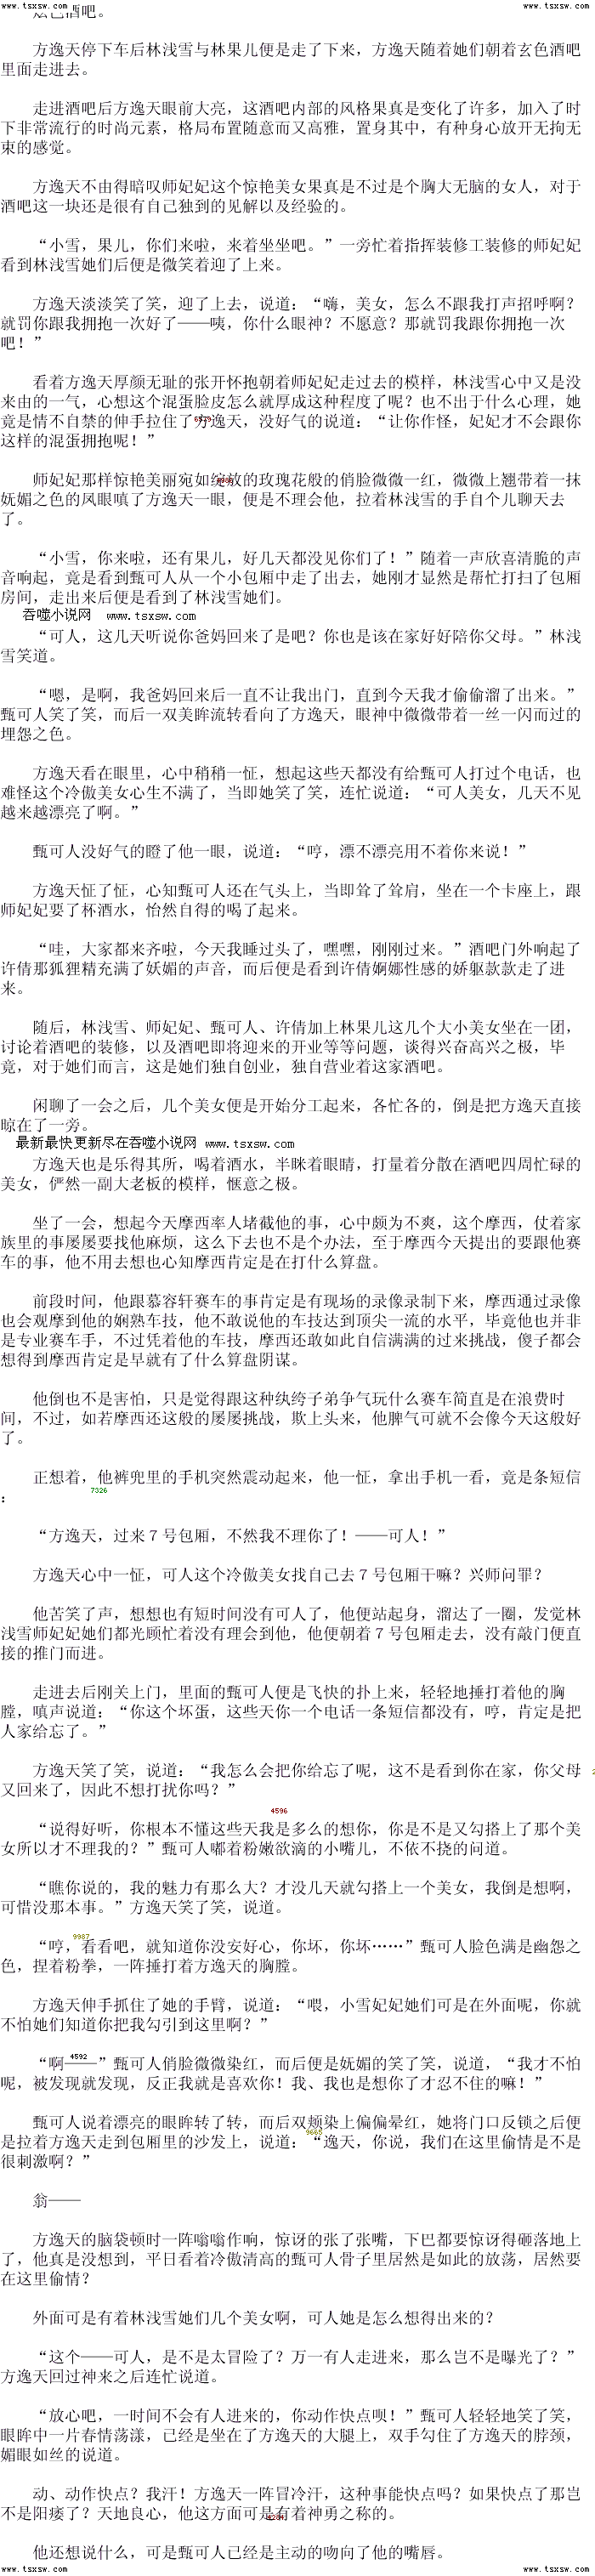 www.tsxsw.com www.tsxsw.com
酒吧。
方逸天停下车后林浅雪与林果儿便是走了下来，方逸天随着她们朝着玄色酒吧
里面走进去。
走进酒吧后方逸天眼前大亮，这酒吧内部的风格果真是变化了许多，加入了时
下非常流行的时尚元素，格局布置随意而又高雅，置身其中，有种身心放开无拘无
束的感觉。
方逸天不由得暗叹师妃妃这个惊艳美女果真是不过是个胸大无脑的女人，对于
酒吧这一块还是很有自己独到的见解以及经验的。
“小雪，果儿，你们来啦，来着坐坐吧。”一旁忙着指挥装修工装修的师妃妃
看到林浅雪她们后便是微笑着迎了上来。
方逸天淡淡笑了笑，迎了上去，说道：“嗨，美女，怎么不跟我打声招呼啊？
就罚你跟我拥抱一次好了——咦，你什么眼神？不愿意？那就罚我跟你拥抱一次
吧！”
看着方逸天厚颜无耻的张开怀抱朝着师妃妃走过去的模样，林浅雪心中又是没
来由的一气，心想这个混蛋脸皮怎么就厚成这种程度了呢？也不出于什么心理，她
竟是情不自禁的伸手拉住了方逸天，没好气的说道：“让你作怪，妃妃才不会跟你
这样的混蛋拥抱呢！”
师妃妃那样惊艳美丽宛如绽放的玫瑰花般的俏脸微微一红，微微上翘带着一抹
妩媚之色的凤眼嗔了方逸天一眼，便是不理会他，拉着林浅雪的手自个儿聊天去
了。
“小雪，你来啦，还有果儿，好几天都没见你们了！”随着一声欣喜清脆的声
音响起，竟是看到甄可人从一个小包厢中走了出去，她刚才显然是帮忙打扫了包厢
房间，走出来后便是看到了林浅雪她们。
吞噬小说网 www.tsxsw.com
“可人，这几天听说你爸妈回来了是吧？你也是该在家好好陪你父母。”林浅
雪笑道。
“嗯，是啊，我爸妈回来后一直不让我出门，直到今天我才偷偷溜了出来。”
甄可人笑了笑，而后一双美眸流转看向了方逸天，眼神中微微带着一丝一闪而过的
埋怨之色。
方逸天看在眼里，心中稍稍一怔，想起这些天都没有给甄可人打过个电话，也
难怪这个冷傲美女心生不满了，当即她笑了笑，连忙说道：“可人美女，几天不见
越来越漂亮了啊。”
甄可人没好气的瞪了他一眼，说道：“哼，漂不漂亮用不着你来说！”
方逸天怔了怔，心知甄可人还在气头上，当即耸了耸肩，坐在一个卡座上，跟
师妃妃要了杯酒水，怡然自得的喝了起来。
“哇，大家都来齐啦，今天我睡过头了，嘿嘿，刚刚过来。”酒吧门外响起了
许倩那狐狸精充满了妖媚的声音，而后便是看到许倩婀娜性感的娇躯款款走了进
来。
随后，林浅雪、师妃妃、甄可人、许倩加上林果儿这几个大小美女坐在一团，
讨论着酒吧的装修，以及酒吧即将迎来的开业等等问题，谈得兴奋高兴之极，毕
竟，对于她们而言，这是她们独自创业，独自营业着这家酒吧。
闲聊了一会之后，几个美女便是开始分工起来，各忙各的，倒是把方逸天直接
晾在了一旁。
最新最快更新尽在吞噬小说网 www.tsxsw.com
方逸天也是乐得其所，喝着酒水，半眯着眼睛，打量着分散在酒吧四周忙碌的
美女，俨然一副大老板的模样，惬意之极。
坐了一会，想起今天摩西率人堵截他的事，心中颇为不爽，这个摩西，仗着家
族里的事屡屡要找他麻烦，这么下去也不是个办法，至于摩西今天提出的要跟他赛
车的事，他不用去想也心知摩西肯定是在打什么算盘。
前段时间，他跟慕容轩赛车的事肯定是有现场的录像录制下来，摩西通过录像
也会观摩到他的娴熟车技，他不敢说他的车技达到顶尖一流的水平，毕竟他也并非
是专业赛车手，不过凭着他的车技，摩西还敢如此自信满满的过来挑战，傻子都会
想得到摩西肯定是早就有了什么算盘阴谋。
他倒也不是害怕，只是觉得跟这种纨绔子弟争气玩什么赛车简直是在浪费时
间，不过，如若摩西还这般的屡屡挑战，欺上头来，他脾气可就不会像今天这般好
了。
正想着，他裤兜里的手机突然震动起来，他一怔，拿出手机一看，竟是条短信
7326
：
“方逸天，过来７号包厢，不然我不理你了！——可人！”
方逸天心中一怔，可人这个冷傲美女找自己去７号包厢干嘛？兴师问罪？
他苦笑了声，想想也有短时间没有可人了，他便站起身，溜达了一圈，发觉林
浅雪师妃妃她们都光顾忙着没有理会到他，他便朝着７号包厢走去，没有敲门便直
接的推门而进。
走进去后刚关上门，里面的甄可人便是飞快的扑上来，轻轻地捶打着他的胸
膛，嗔声说道：“你这个坏蛋，这些天你一个电话一条短信都没有，哼，肯定是把
人家给忘了。”
方逸天笑了笑，说道：“我怎么会把你给忘了呢，这不是看到你在家，你父母
又回来了，因此不想打扰你吗？”
4596
“说得好听，你根本不懂这些天我是多么的想你，你是不是又勾搭上了那个美
女所以才不理我的？”甄可人嘟着粉嫩欲滴的小嘴儿，不依不挠的问道。
“瞧你说的，我的魅力有那么大？才没几天就勾搭上一个美女，我倒是想啊，
可惜没那本事。”方逸天笑了笑，说道。
9987
“哼，看看吧，就知道你没安好心，你坏，你坏……”甄可人脸色满是幽怨之
色，捏着粉拳，一阵捶打着方逸天的胸膛。
方逸天伸手抓住了她的手臂，说道：“喂，小雪妃妃她们可是在外面呢，你就
不怕她们知道你把我勾引到这里啊？”
4592
“啊——”甄可人俏脸微微染红，而后便是妩媚的笑了笑，说道，“我才不怕
呢，被发现就发现，反正我就是喜欢你！我、我也是想你了才忍不住的嘛！”
甄可人说着漂亮的眼眸转了转，而后双颊染上偏偏晕红，她将门口反锁之后便
是拉着方逸天走到包厢里的沙发上，说道：“逸天，你说，我们在这里偷情是不是
很刺激啊？”
翁——
方逸天的脑袋顿时一阵嗡嗡作响，惊讶的张了张嘴，下巴都要惊讶得砸落地上
了，他真是没想到，平日看着冷傲清高的甄可人骨子里居然是如此的放荡，居然要
在这里偷情？
外面可是有着林浅雪她们几个美女啊，可人她是怎么想得出来的？
“这个——可人，是不是太冒险了？万一有人走进来，那么岂不是曝光了？”
方逸天回过神来之后连忙说道。
“放心吧，一时间不会有人进来的，你动作快点呗！”甄可人轻轻地笑了笑，
眼眸中一片春情荡漾，已经是坐在了方逸天的大腿上，双手勾住了方逸天的脖颈，
媚眼如丝的说道。
动、动作快点？我汗！方逸天一阵冒冷汗，这种事能快点吗？如果快点了那岂
不是阳痿了？天地良心，他这方面可是有着神勇之称的。
他还想说什么，可是甄可人已经是主动的吻向了他的嘴唇。
www.tsxsw.com www.tsxsw.com